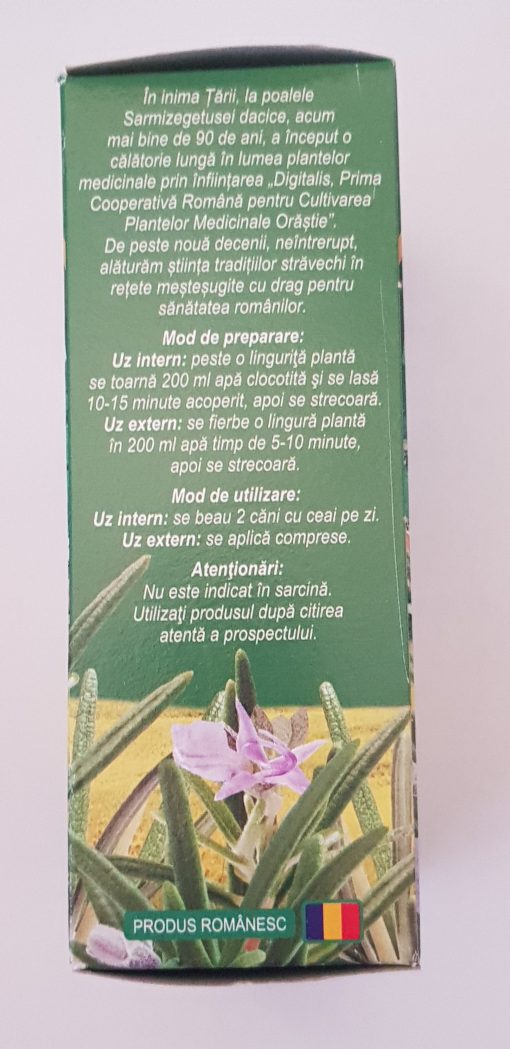 În inima Țării, la poalele
Sarmizegetusei dacice, acum
mai bine de 90 de ani, a început o
călătorie lungă în lumea plantelor
medicinale prin înființarea „Digitalis, Prima
Cooperativă Română pentru Cultivarea
Plantelor Medicinale Orăștie”.
De peste nouă decenii, neîntrerupt,
alăturăm știința tradițiilor străvechi în
rețete meșteșugite cu drag pentru
sănătatea românilor.
Mod de preparare:
Uz intern: peste o linguriţă plantă
se toarnă 200 ml apă clocotită şi se lasă
10-15 minute acoperit, apoi se strecoară.
Uz extern: se fierbe o lingură plantă
în 200 ml apă timp de 5-10 minute,
apoi se strecoară.
Mod de utilizare:
Uz intern: se beau 2 căni cu ceai pe zi.
Uz extern: se aplică comprese.
Atenţionări:
Nu este indicat în sarcină.
Utilizaţi produsul după citirea
atentă a prospectului.
PRODUS ROMÂNESC